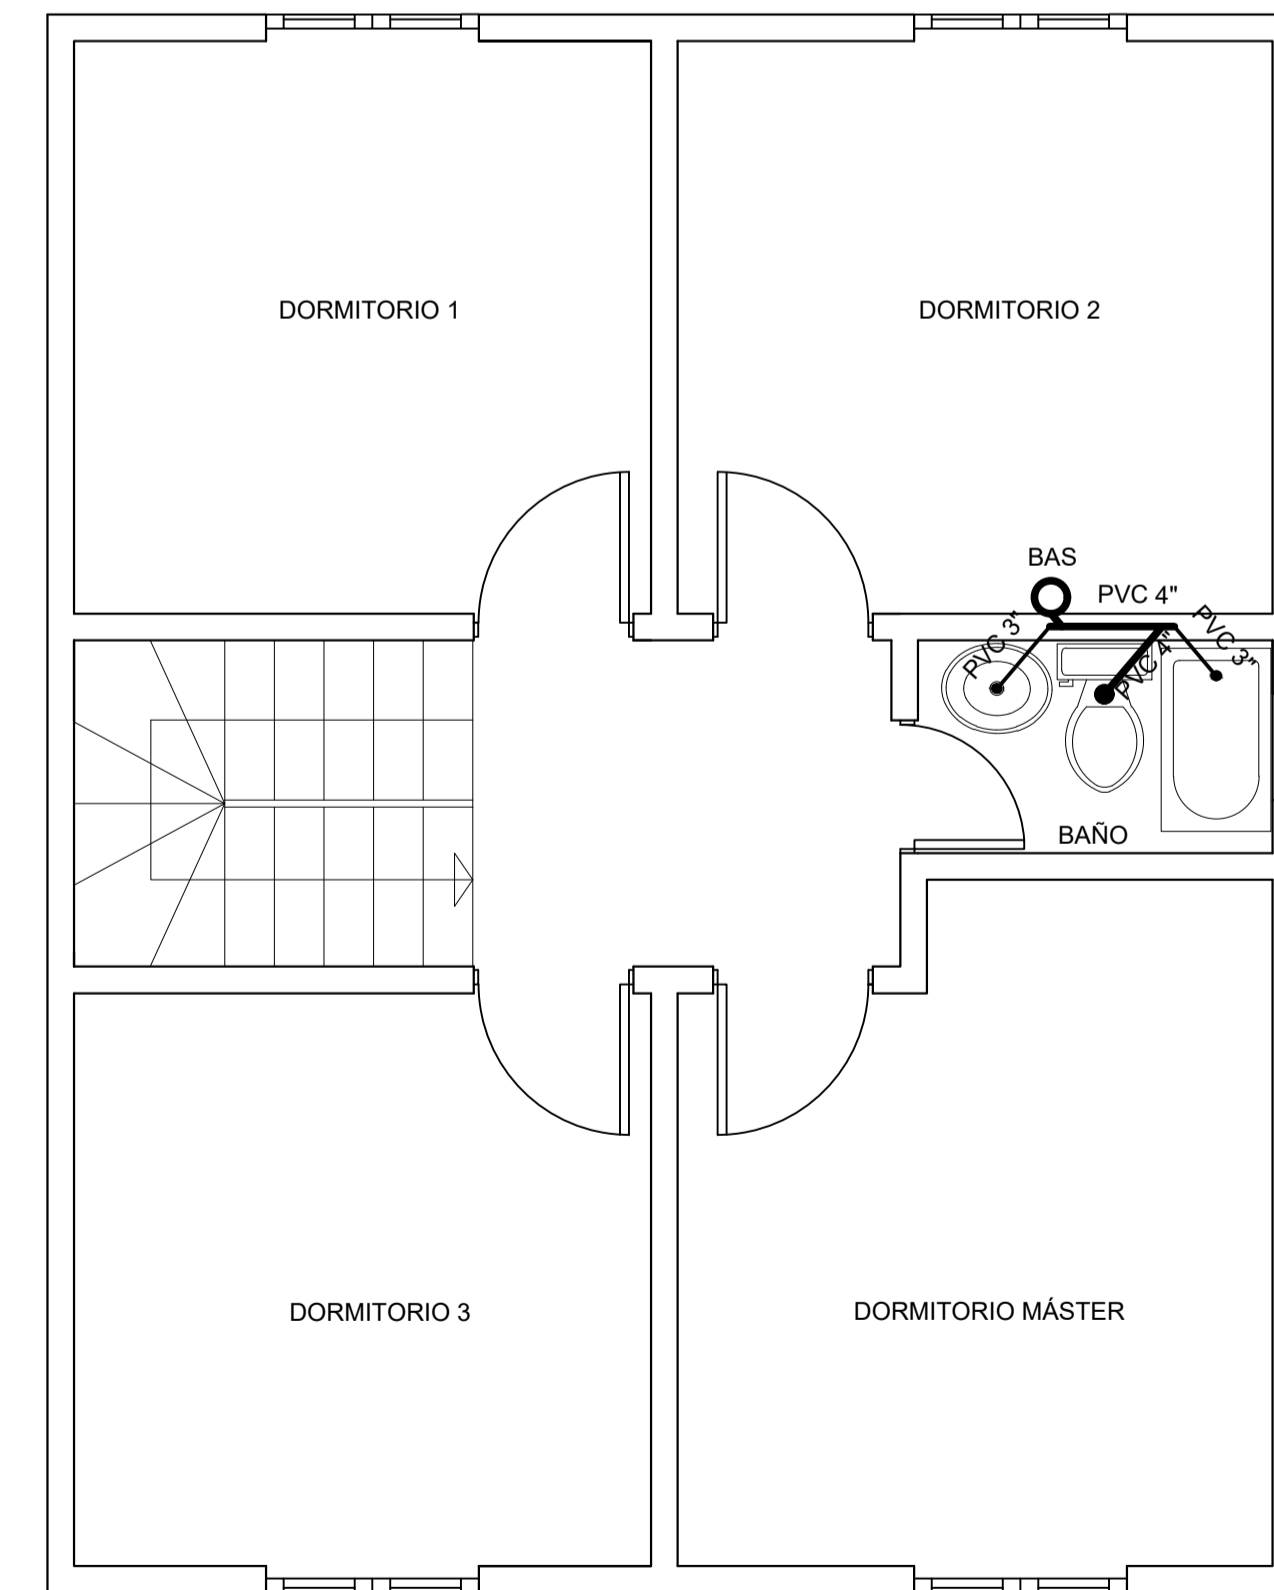 DORMITORIO 1
DORMITORIO 2
BAS
PVC 4"
PVC 3"
PVC 4"
PVC 3"
BAÑO
DORMITORIO 3
DORMITORIO MÁSTER